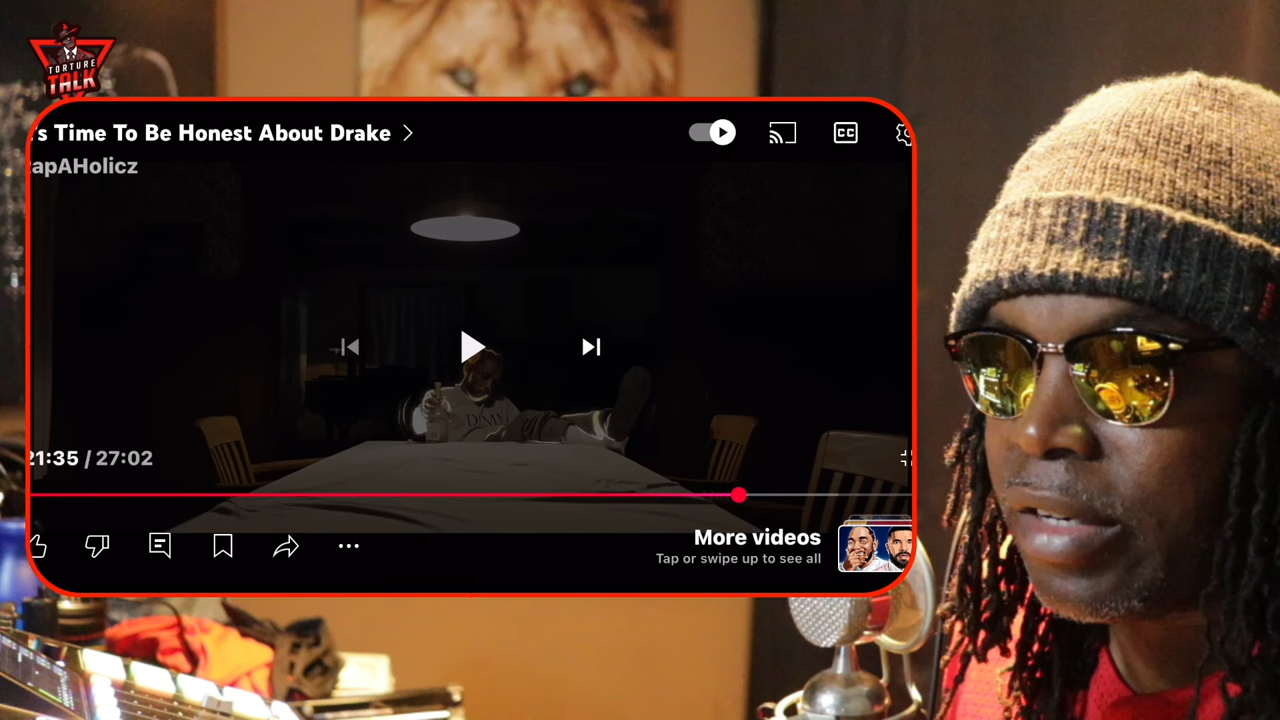 TORTURE
TALK
's Time To Be Honest About Drake
apAHolicz
CC
21:35 / 27:02
More videos
Tap or swipe up to see all